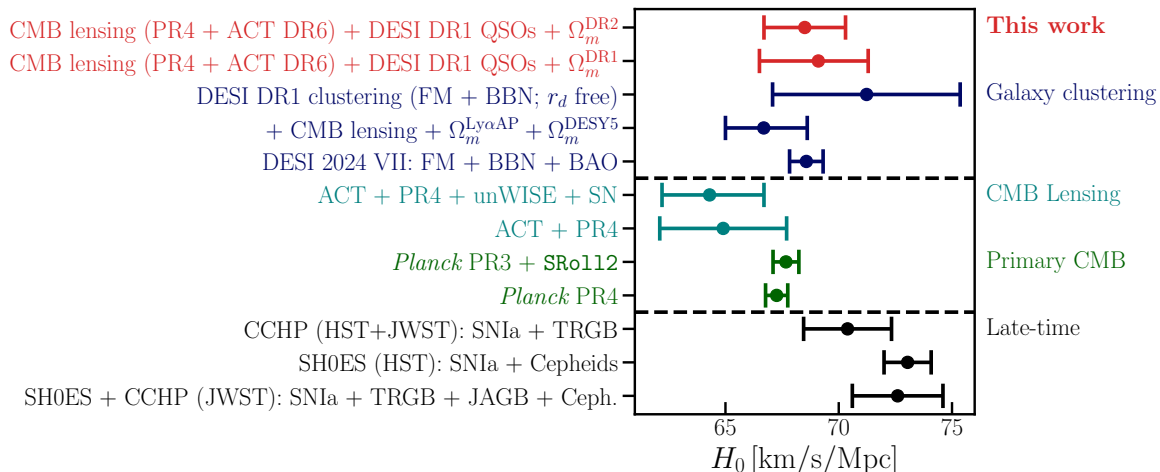 CMB lensing (PR4 + ACT DR6) + DESI DR1 QSOs + Ω_m^DR2 This work
CMB lensing (PR4 + ACT DR6) + DESI DR1 QSOs + Ω_m^DR1
DESI DR1 clustering (FM + BBN; r_d free) Galaxy clustering
+ CMB lensing + Ω_m^LyαAP + Ω_m^DESY5
DESI 2024 VII: FM + BBN + BAO
ACT + PR4 + unWISE + SN CMB Lensing
ACT + PR4
Planck PR3 + SRoll2 Primary CMB
Planck PR4
CCHP (HST+JWST): SNIa + TRGB Late-time
SH0ES (HST): SNIa + Cepheids
SH0ES + CCHP (JWST): SNIa + TRGB + JAGB + Ceph.
65 70 75
H_0 [km/s/Mpc]